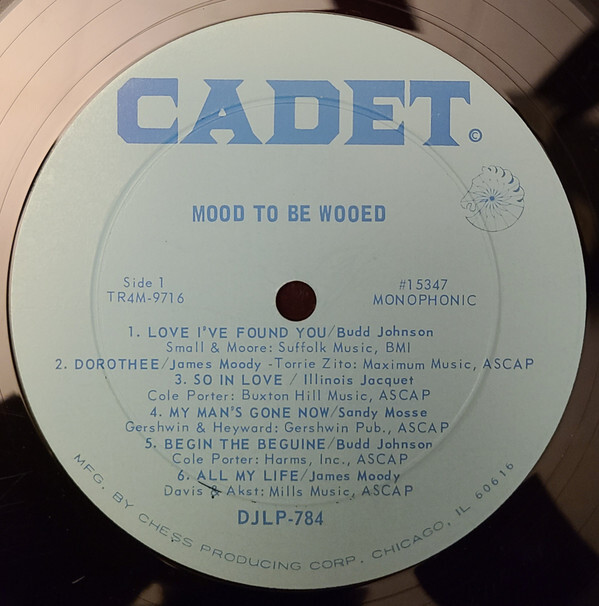 CADET©
MOOD TO BE WOOED
Side 1
TR4M-9716
#15347
MONOPHONIC
1. LOVE I'VE FOUND YOU/Budd Johnson
Small & Moore: Suffolk Music, BMI
2. DOROTHEE/James Moody -Torrie Zito: Maximum Music, ASCAP
3. SO IN LOVE / Illinois Jacquet
Cole Porter: Buxton Hill Music, ASCAP
4. MY MAN'S GONE NOW/Sandy Mosse
Gershwin & Heyward: Gershwin Pub., ASCAP
5. BEGIN THE BEGUINE/Budd Johnson
Cole Porter: Harms, Inc., ASCAP
6. ALL MY LIFE/James Moody
Davis & Akst: Mills Music, ASCAP
DJLP-784
MFG. BY CHESS PRODUCING CORP. CHICAGO, IL 60616